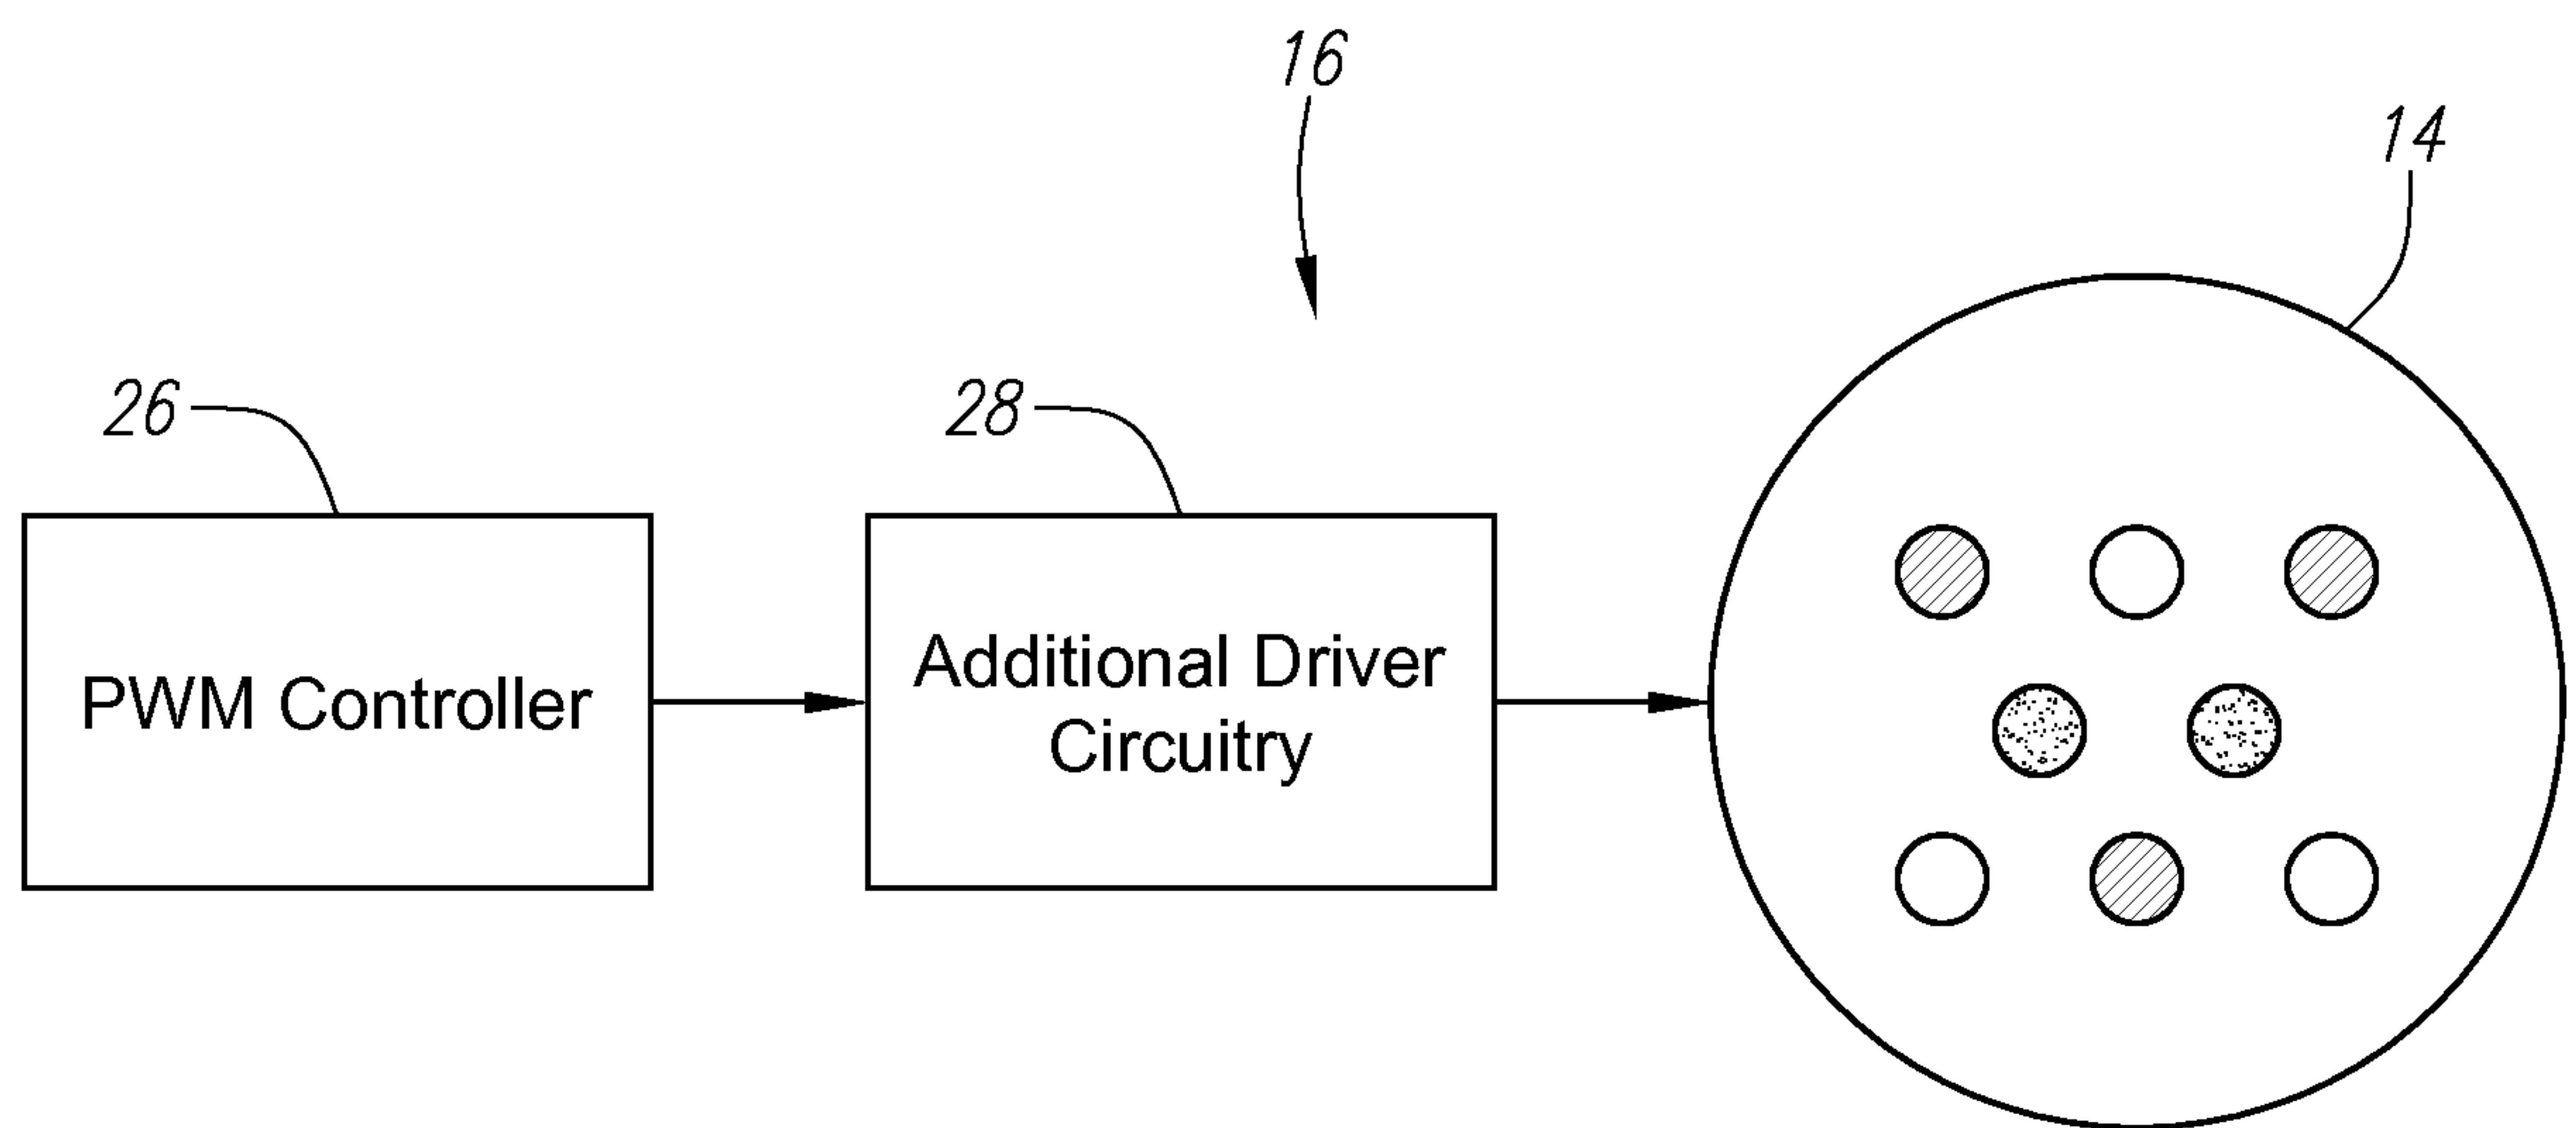 16
14
26
28
PWM Controller
Additional Driver
Circuitry